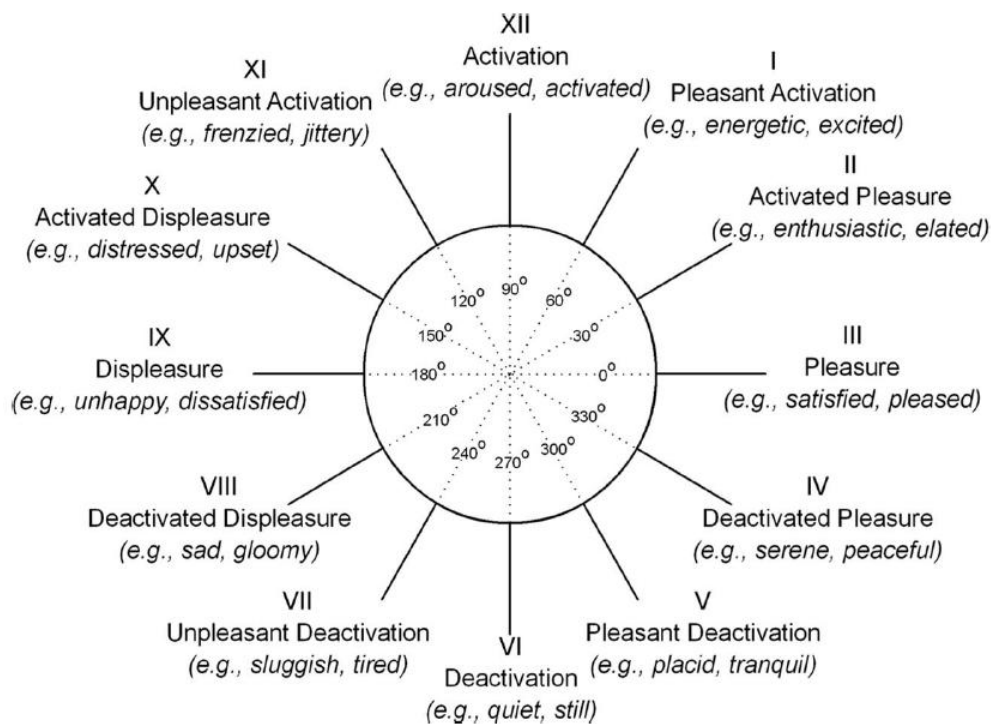 XII
Activation
(e.g., aroused, activated)
I
Pleasant Activation
(e.g., energetic, excited)
II
Activated Pleasure
(e.g., enthusiastic, elated)
III
Pleasure
(e.g., satisfied, pleased)
IV
Deactivated Pleasure
(e.g., serene, peaceful)
V
Pleasant Deactivation
(e.g., placid, tranquil)
VI
Deactivation
(e.g., quiet, still)
VII
Unpleasant Deactivation
(e.g., sluggish, tired)
VIII
Deactivated Displeasure
(e.g., sad, gloomy)
IX
Displeasure
(e.g., unhappy, dissatisfied)
X
Activated Displeasure
(e.g., distressed, upset)
XI
Unpleasant Activation
(e.g., frenzied, jittery)
90°
60°
30°
0°
330°
300°
270°
240°
210°
180°
150°
120°